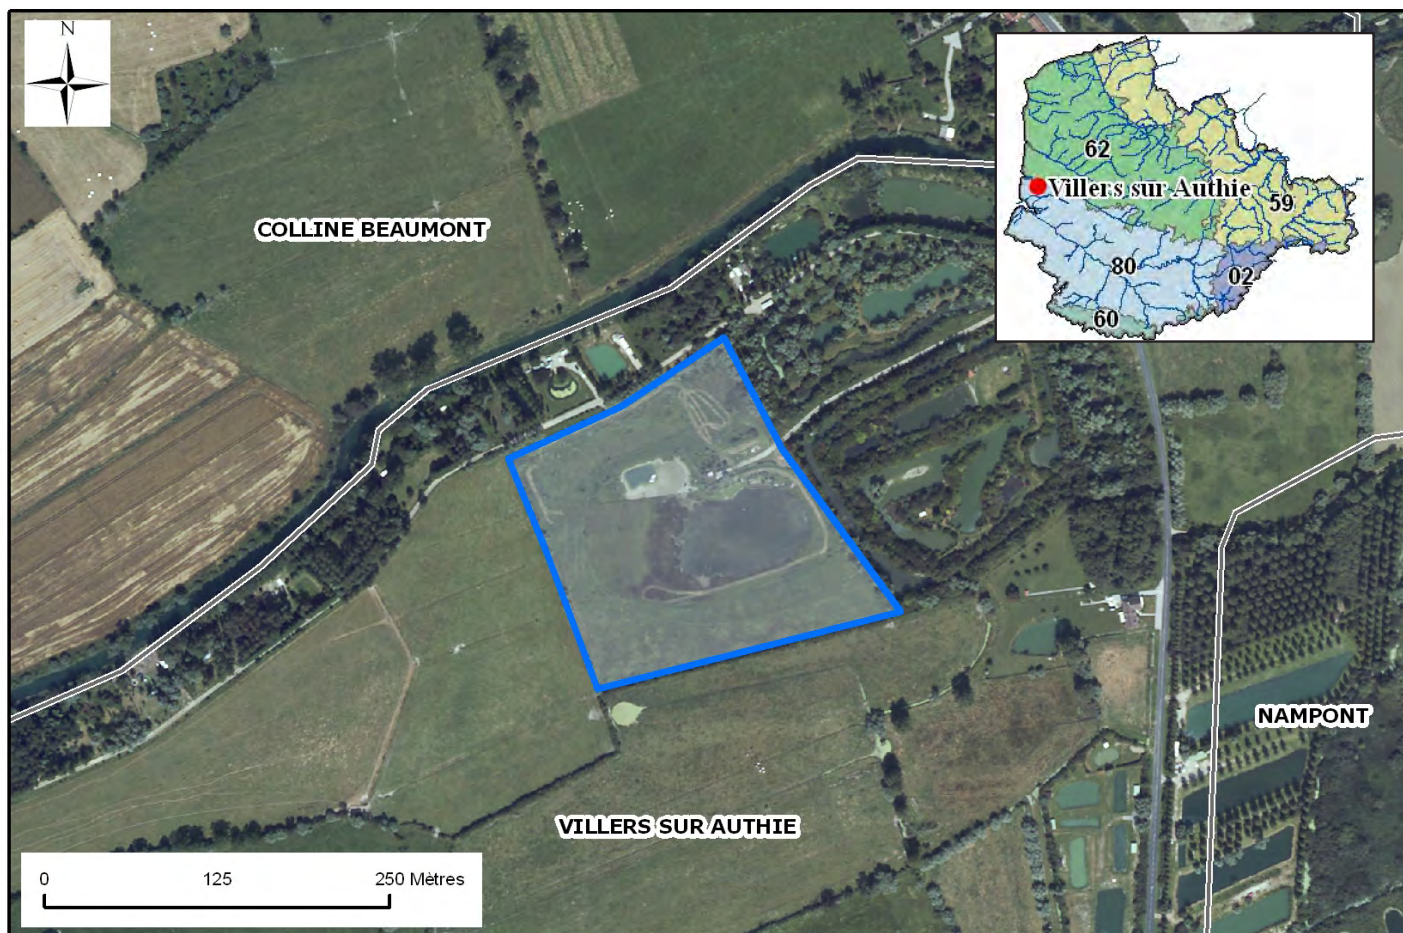 N
62
Villers sur Authie
59
80
02
60
COLLINE BEAUMONT
NAMPONT
VILLERS SUR AUTHIE
0 125 250 Mètres